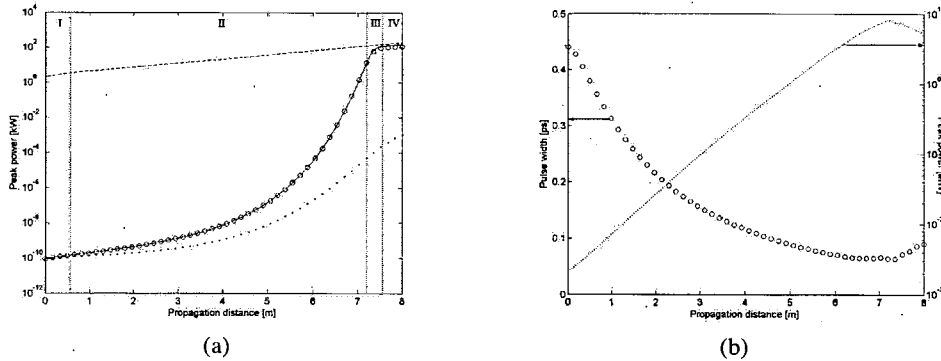 I II III IV
10^4
10^2
10^0
10^-2
10^-4
10^-6
10^-8
10^-10
10^-12
Peak power [kW]
0 1 2 3 4 5 6 7 8
Propagation distance [m]
(a)
0.5
0.4
0.3
0.2
0.1
0
Pulse width [ps]
0 1 2 3 4 5 6 7 8
Propagation distance [m]
(b)